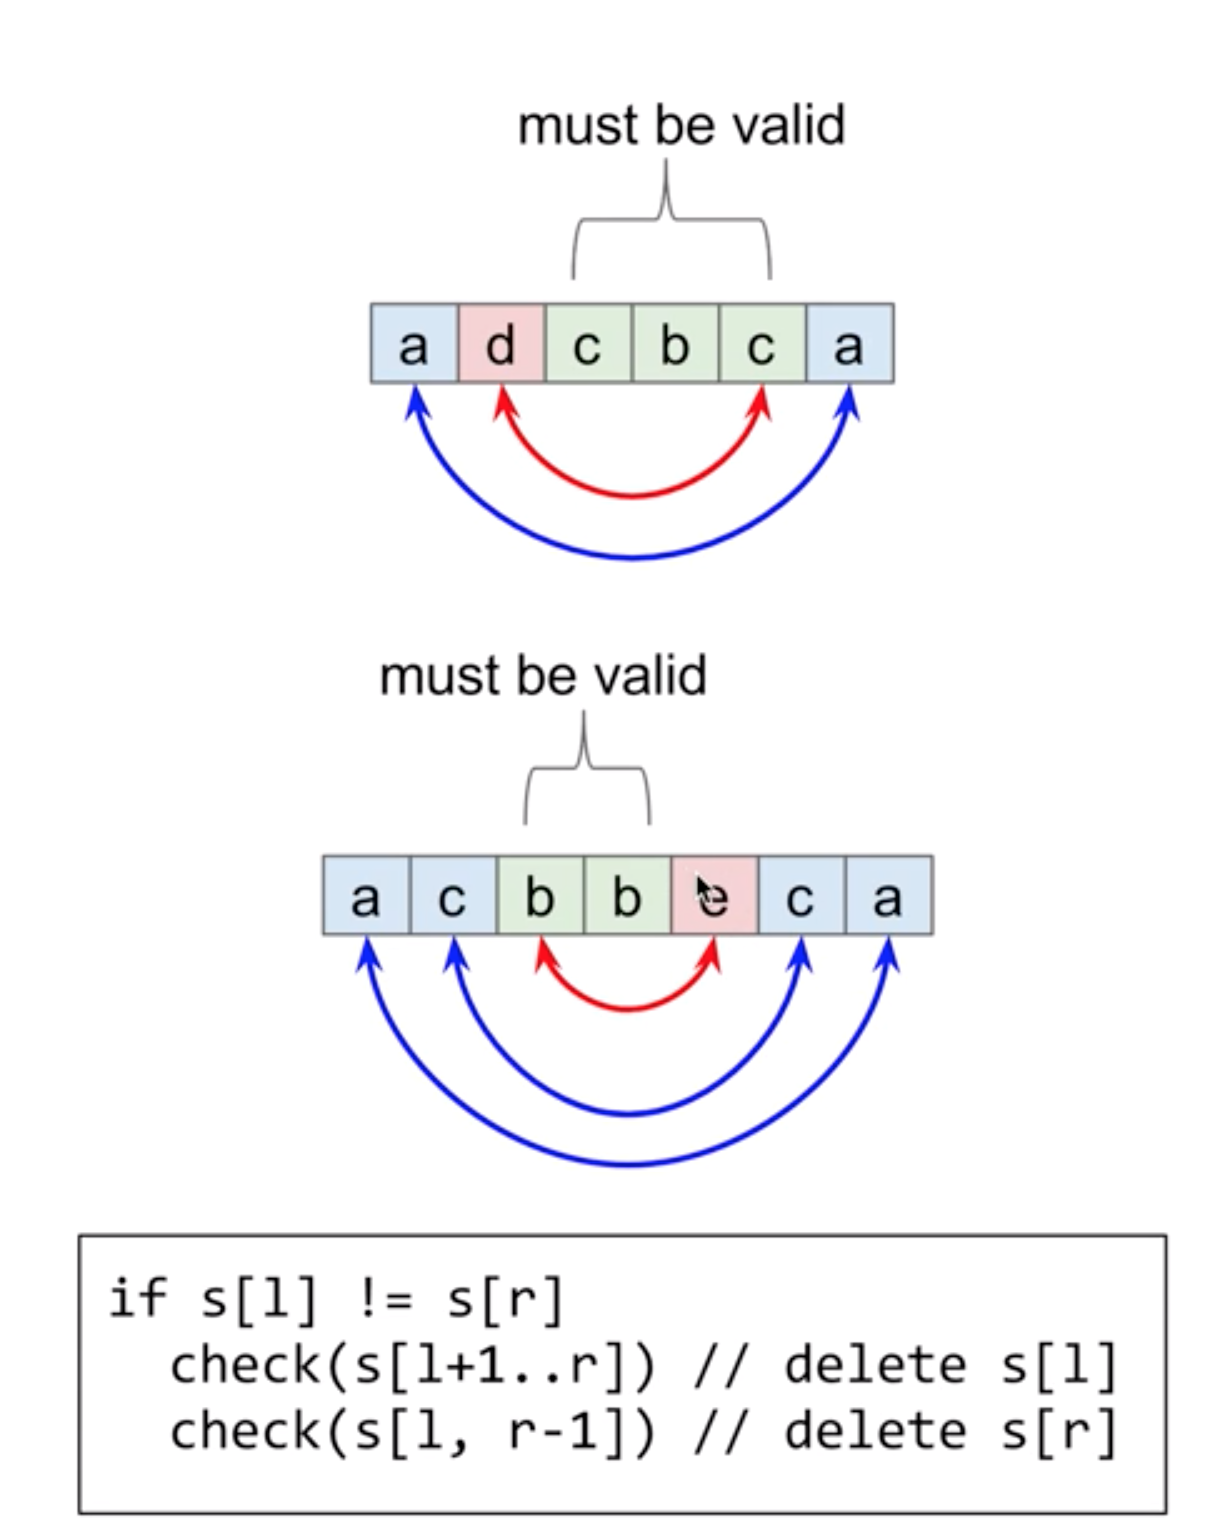 must be valid
a d c b c a
must be valid
a c b b e c a
if s[l] != s[r]
  check(s[l+1..r]) // delete s[l]
  check(s[l, r-1]) // delete s[r]